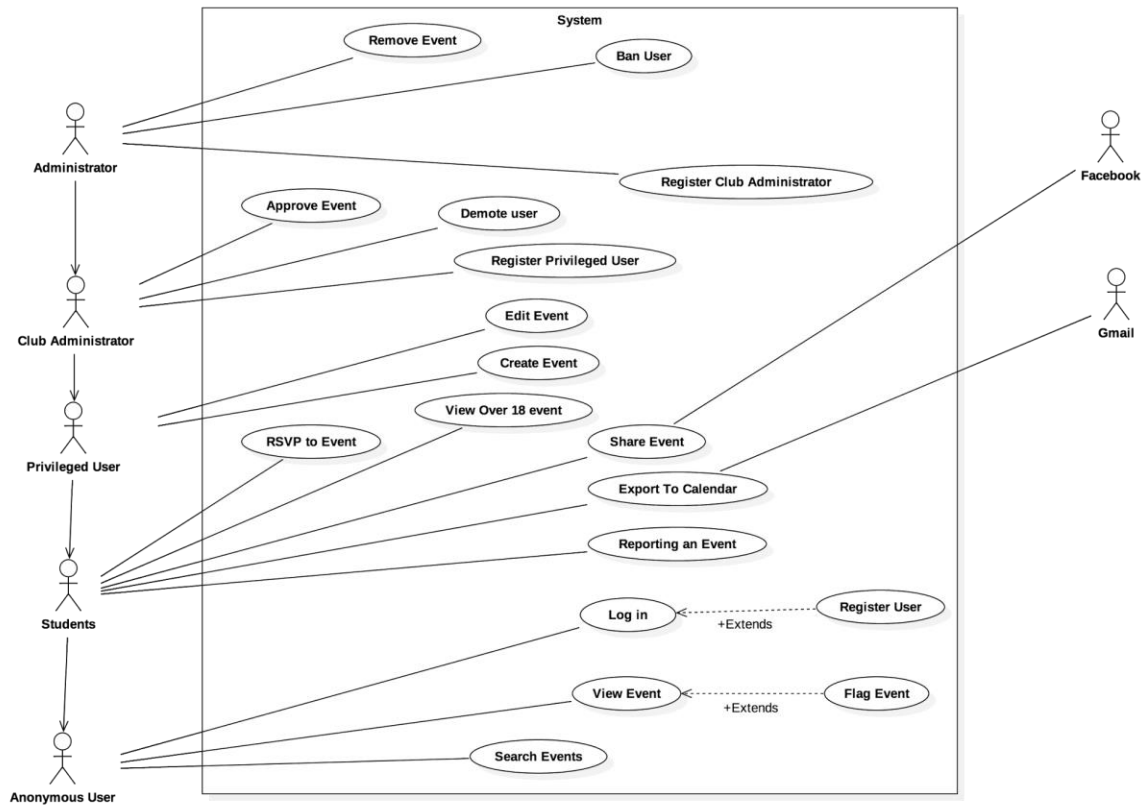 System
Remove Event
Ban User
Administrator
Facebook
Register Club Administrator
Approve Event
Demote user
Register Privileged User
Edit Event
Club Administrator
Gmail
Create Event
View Over 18 event
RSVP to Event
Share Event
Privileged User
Export To Calendar
Reporting an Event
Students
Log in
+Extends
Register User
View Event
+Extends
Flag Event
Search Events
Anonymous User